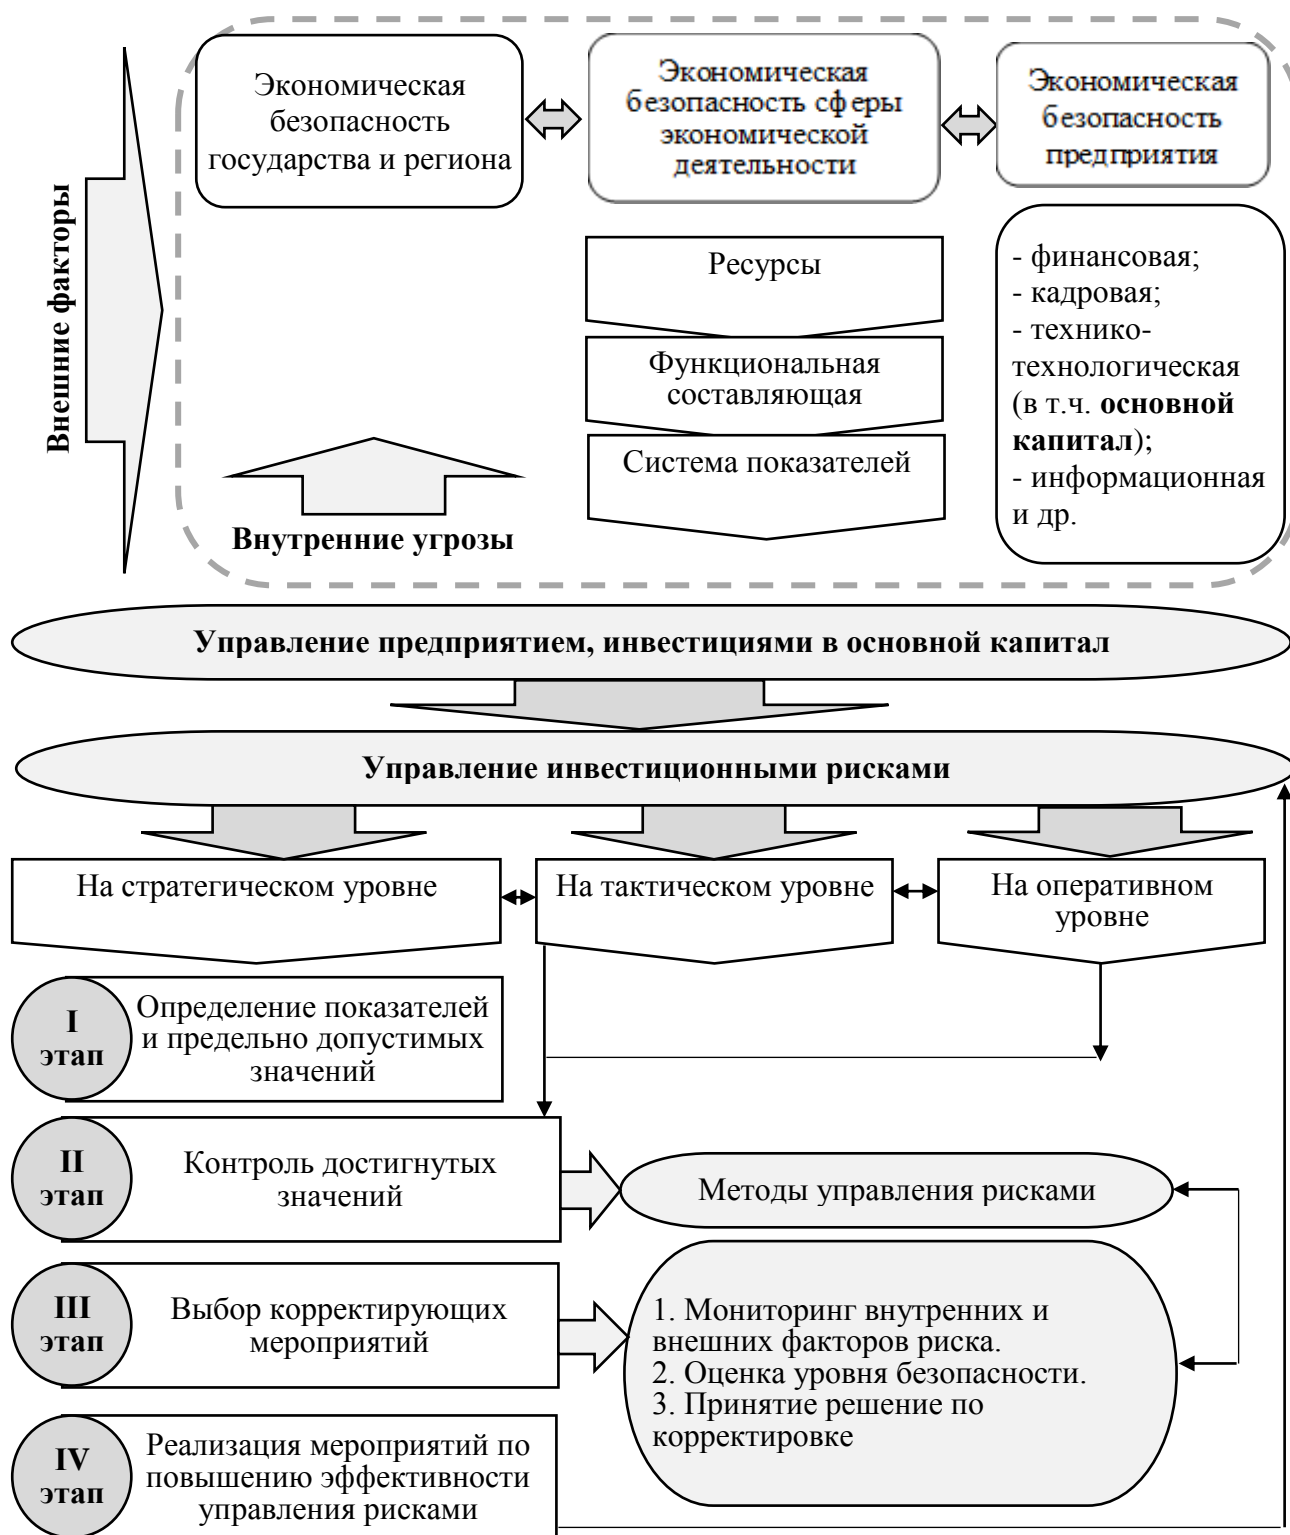 Внешние факторы
Экономическая
безопасность
государства и региона
Экономическая
безопасность сферы
экономической
деятельности
Экономическая
безопасность
предприятия
Ресурсы
Функциональная
составляющая
Система показателей
- финансовая;
- кадровая;
- технико-
технологическая
(в т.ч. основной
капитал);
- информационная
и др.
Внутренние угрозы
Управление предприятием, инвестициями в основной капитал
Управление инвестиционными рисками
На стратегическом уровне
На тактическом уровне
На оперативном
уровне
I
этап
Определение показателей
и предельно допустимых
значений
II
этап
Контроль достигнутых
значений
Методы управления рисками
III
этап
Выбор корректирующих
мероприятий
1. Мониторинг внутренних и
внешних факторов риска.
2. Оценка уровня безопасности.
3. Принятие решение по
корректировке
IV
этап
Реализация мероприятий по
повышению эффективности
управления рисками